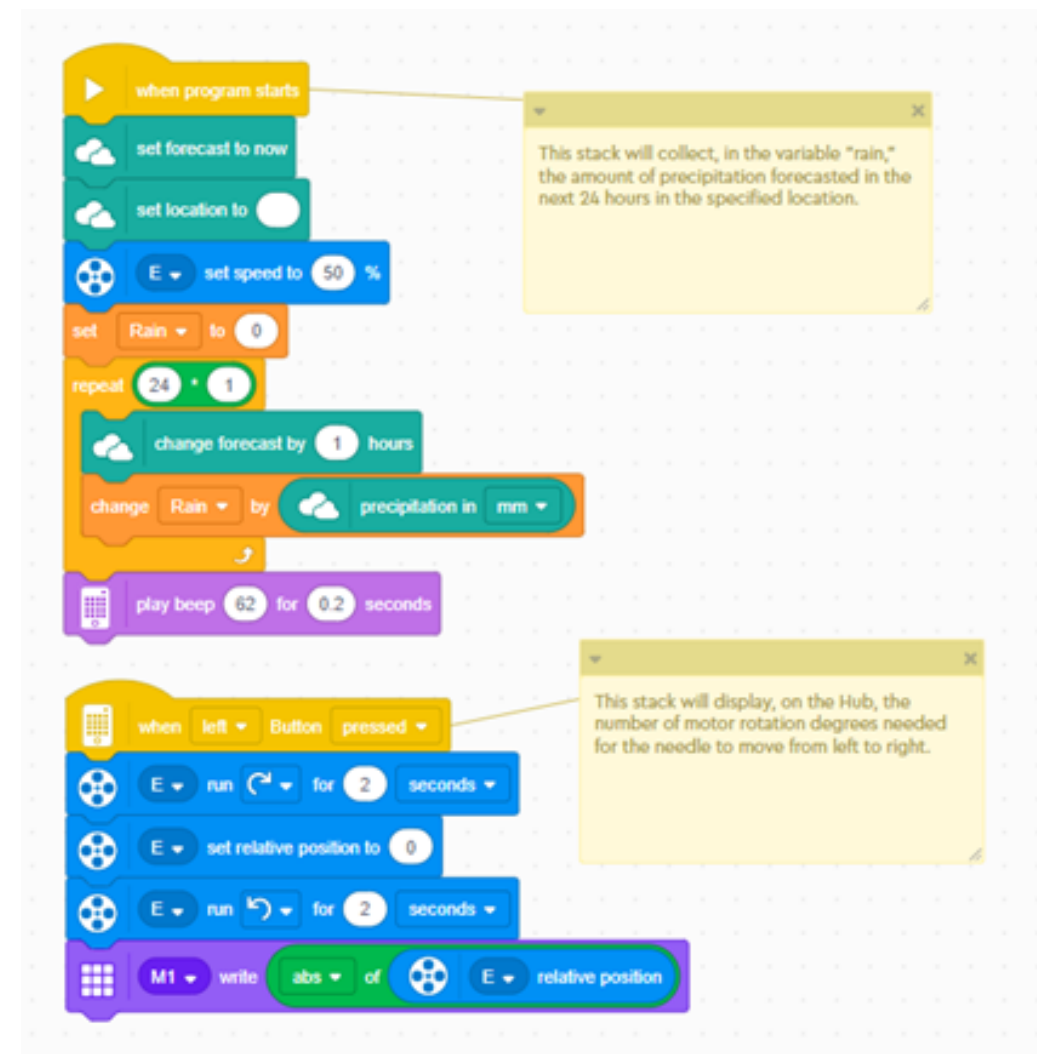 when program starts
set forecast to now
set location to
E set speed to 50 %
set Rain to 0
repeat 24 * 1
change forecast by 1 hours
change Rain by precipitation in mm
play beep 62 for 0.2 seconds
This stack will collect, in the variable "rain,"
the amount of precipitation forecasted in the
next 24 hours in the specified location.
when left Button pressed
E run for 2 seconds
E set relative position to 0
E run for 2 seconds
M1 write abs of E relative position
This stack will display, on the Hub, the
number of motor rotation degrees needed
for the needle to move from left to right.